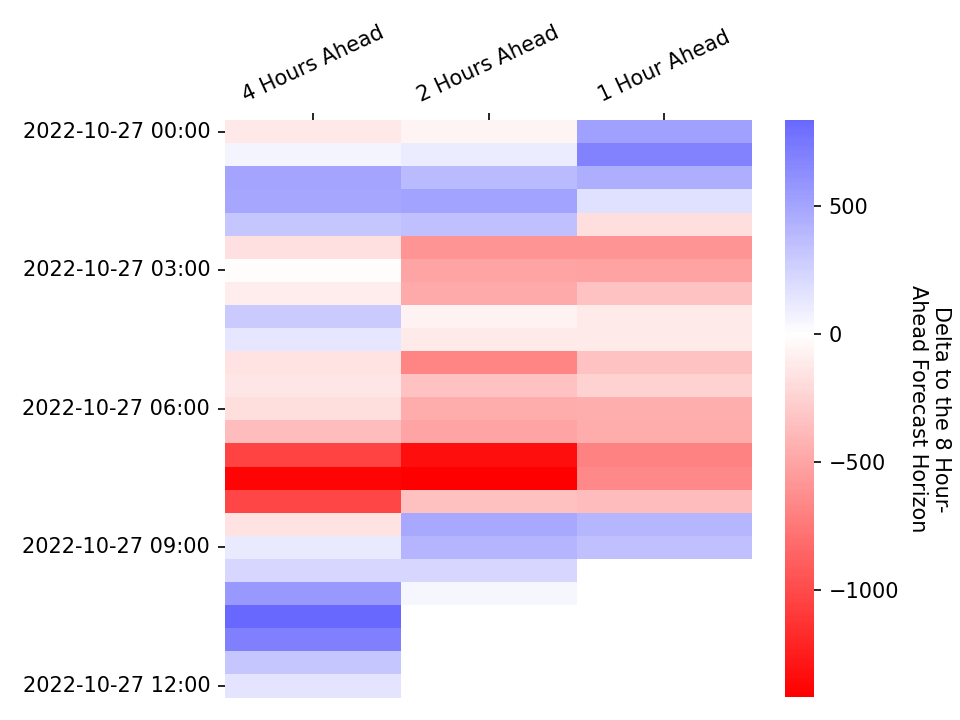 4 Hours Ahead
2 Hours Ahead
1 Hour Ahead
2022-10-27 00:00
2022-10-27 03:00
2022-10-27 06:00
2022-10-27 09:00
2022-10-27 12:00
500
0
−500
−1000
Delta to the 8 Hour-
Ahead Forecast Horizon